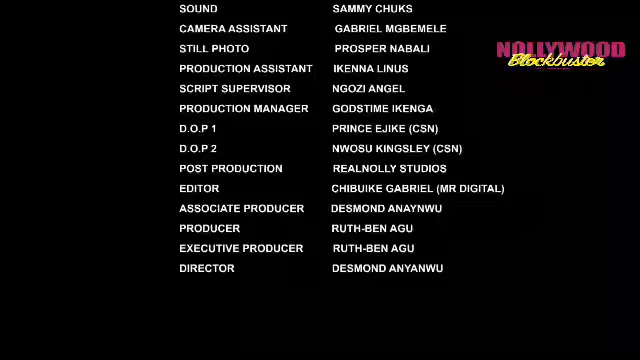 SOUND SAMMY CHUKS
CAMERA ASSISTANT GABRIEL MGBEMELE
STILL PHOTO PROSPER NABALI
PRODUCTION ASSISTANT IKENNA LINUS
SCRIPT SUPERVISOR NGOZI ANGEL
PRODUCTION MANAGER GODSTIME IKENGA
D.O.P 1 PRINCE EJIKE (CSN)
D.O.P 2 NWOSU KINGSLEY (CSN)
POST PRODUCTION REALNOLLY STUDIOS
EDITOR CHIBUIKE GABRIEL (MR DIGITAL)
ASSOCIATE PRODUCER DESMOND ANAYNWU
PRODUCER RUTH-BEN AGU
EXECUTIVE PRODUCER RUTH-BEN AGU
DIRECTOR DESMOND ANYANWU
NOLLYWOOD
Blockbuster